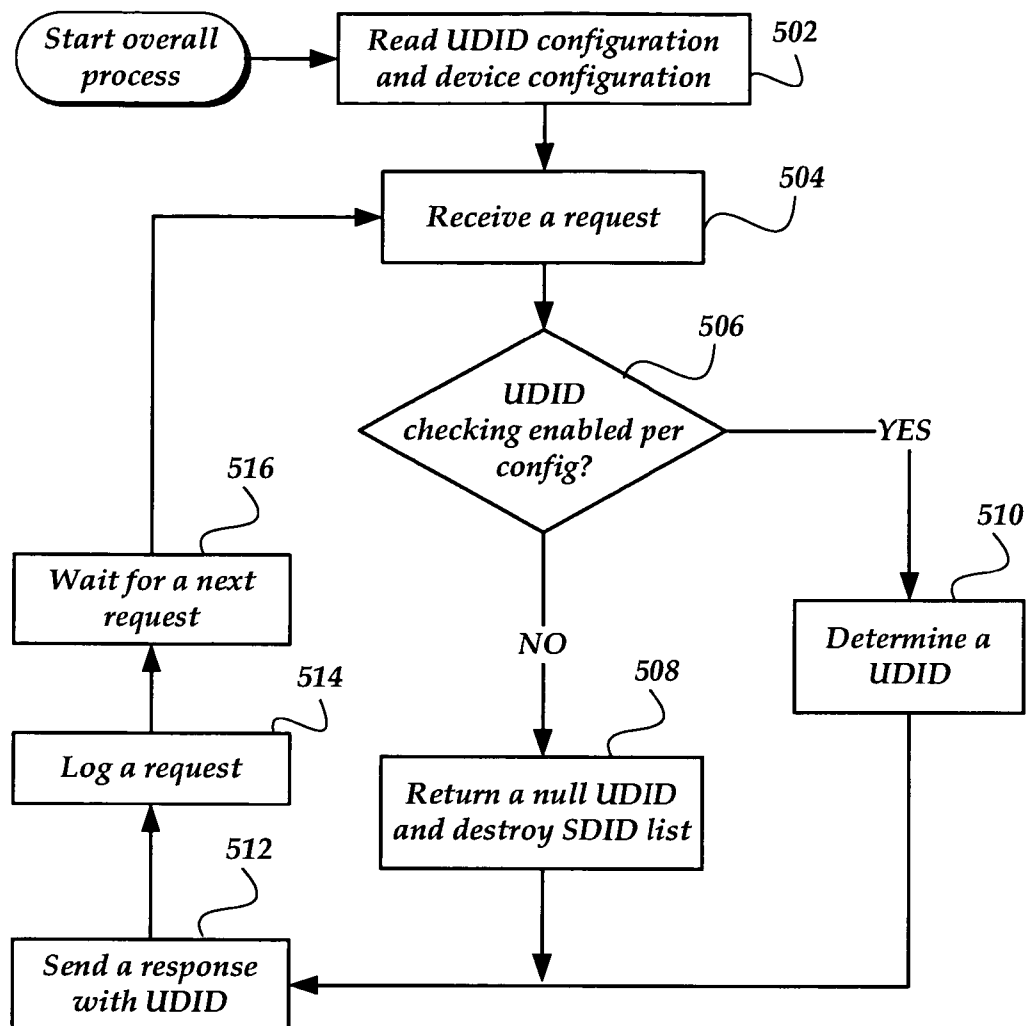 Start overall
process
Read UDID configuration
and device configuration
502
Receive a request
504
UDID
checking enabled per
config?
506
YES
NO
Determine a
UDID
510
Return a null UDID
and destroy SDID list
508
Send a response
with UDID
512
Log a request
514
Wait for a next
request
516